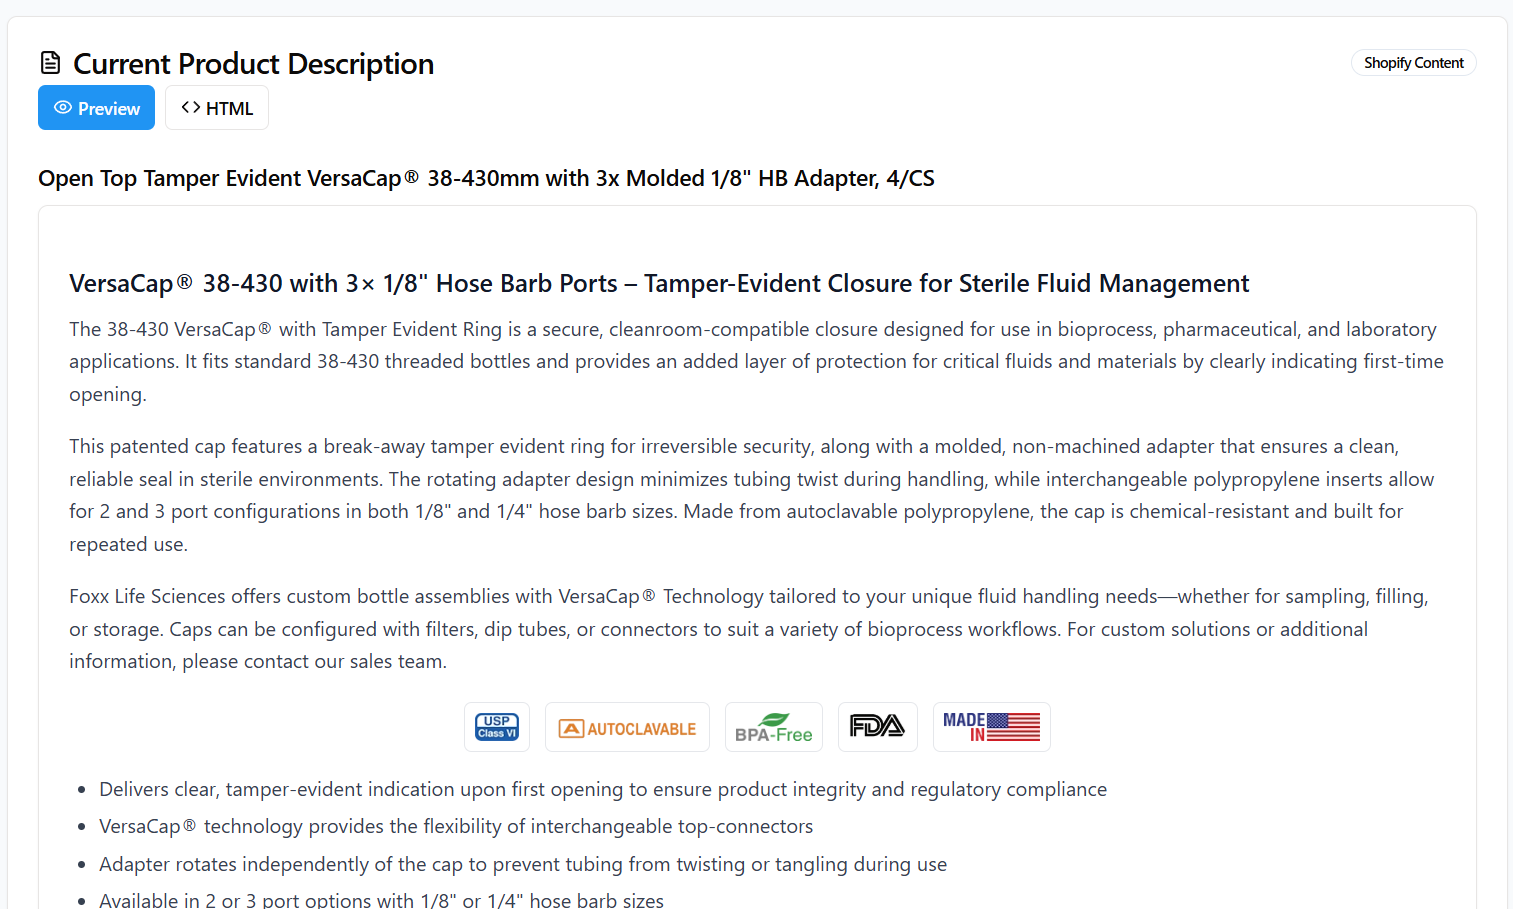 Current Product Description
Shopify Content
Preview
<> HTML
Open Top Tamper Evident VersaCap® 38-430mm with 3x Molded 1/8" HB Adapter, 4/CS
VersaCap® 38-430 with 3× 1/8" Hose Barb Ports – Tamper-Evident Closure for Sterile Fluid Management
The 38-430 VersaCap® with Tamper Evident Ring is a secure, cleanroom-compatible closure designed for use in bioprocess, pharmaceutical, and laboratory
applications. It fits standard 38-430 threaded bottles and provides an added layer of protection for critical fluids and materials by clearly indicating first-time
opening.
This patented cap features a break-away tamper evident ring for irreversible security, along with a molded, non-machined adapter that ensures a clean,
reliable seal in sterile environments. The rotating adapter design minimizes tubing twist during handling, while interchangeable polypropylene inserts allow
for 2 and 3 port configurations in both 1/8" and 1/4" hose barb sizes. Made from autoclavable polypropylene, the cap is chemical-resistant and built for
repeated use.
Foxx Life Sciences offers custom bottle assemblies with VersaCap® Technology tailored to your unique fluid handling needs—whether for sampling, filling,
or storage. Caps can be configured with filters, dip tubes, or connectors to suit a variety of bioprocess workflows. For custom solutions or additional
information, please contact our sales team.
USP
Class VI
A AUTOCLAVABLE
BPA-Free
FDA
MADE
IN
• Delivers clear, tamper-evident indication upon first opening to ensure product integrity and regulatory compliance
• VersaCap® technology provides the flexibility of interchangeable top-connectors
• Adapter rotates independently of the cap to prevent tubing from twisting or tangling during use
• Available in 2 or 3 port options with 1/8" or 1/4" hose barb sizes